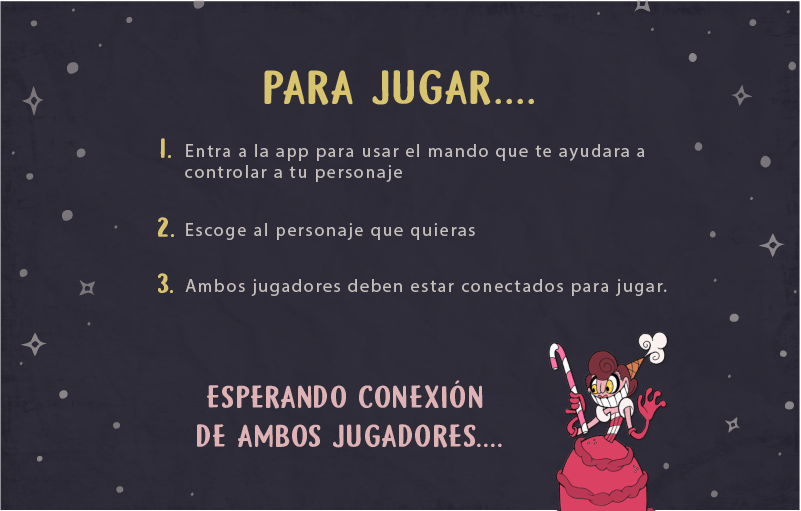 PARA JUGAR....
1. Entra a la app para usar el mando que te ayudara a
controlar a tu personaje
2. Escoge al personaje que quieras
3. Ambos jugadores deben estar conectados para jugar.
ESPERANDO CONEXIÓN
DE AMBOS JUGADORES....